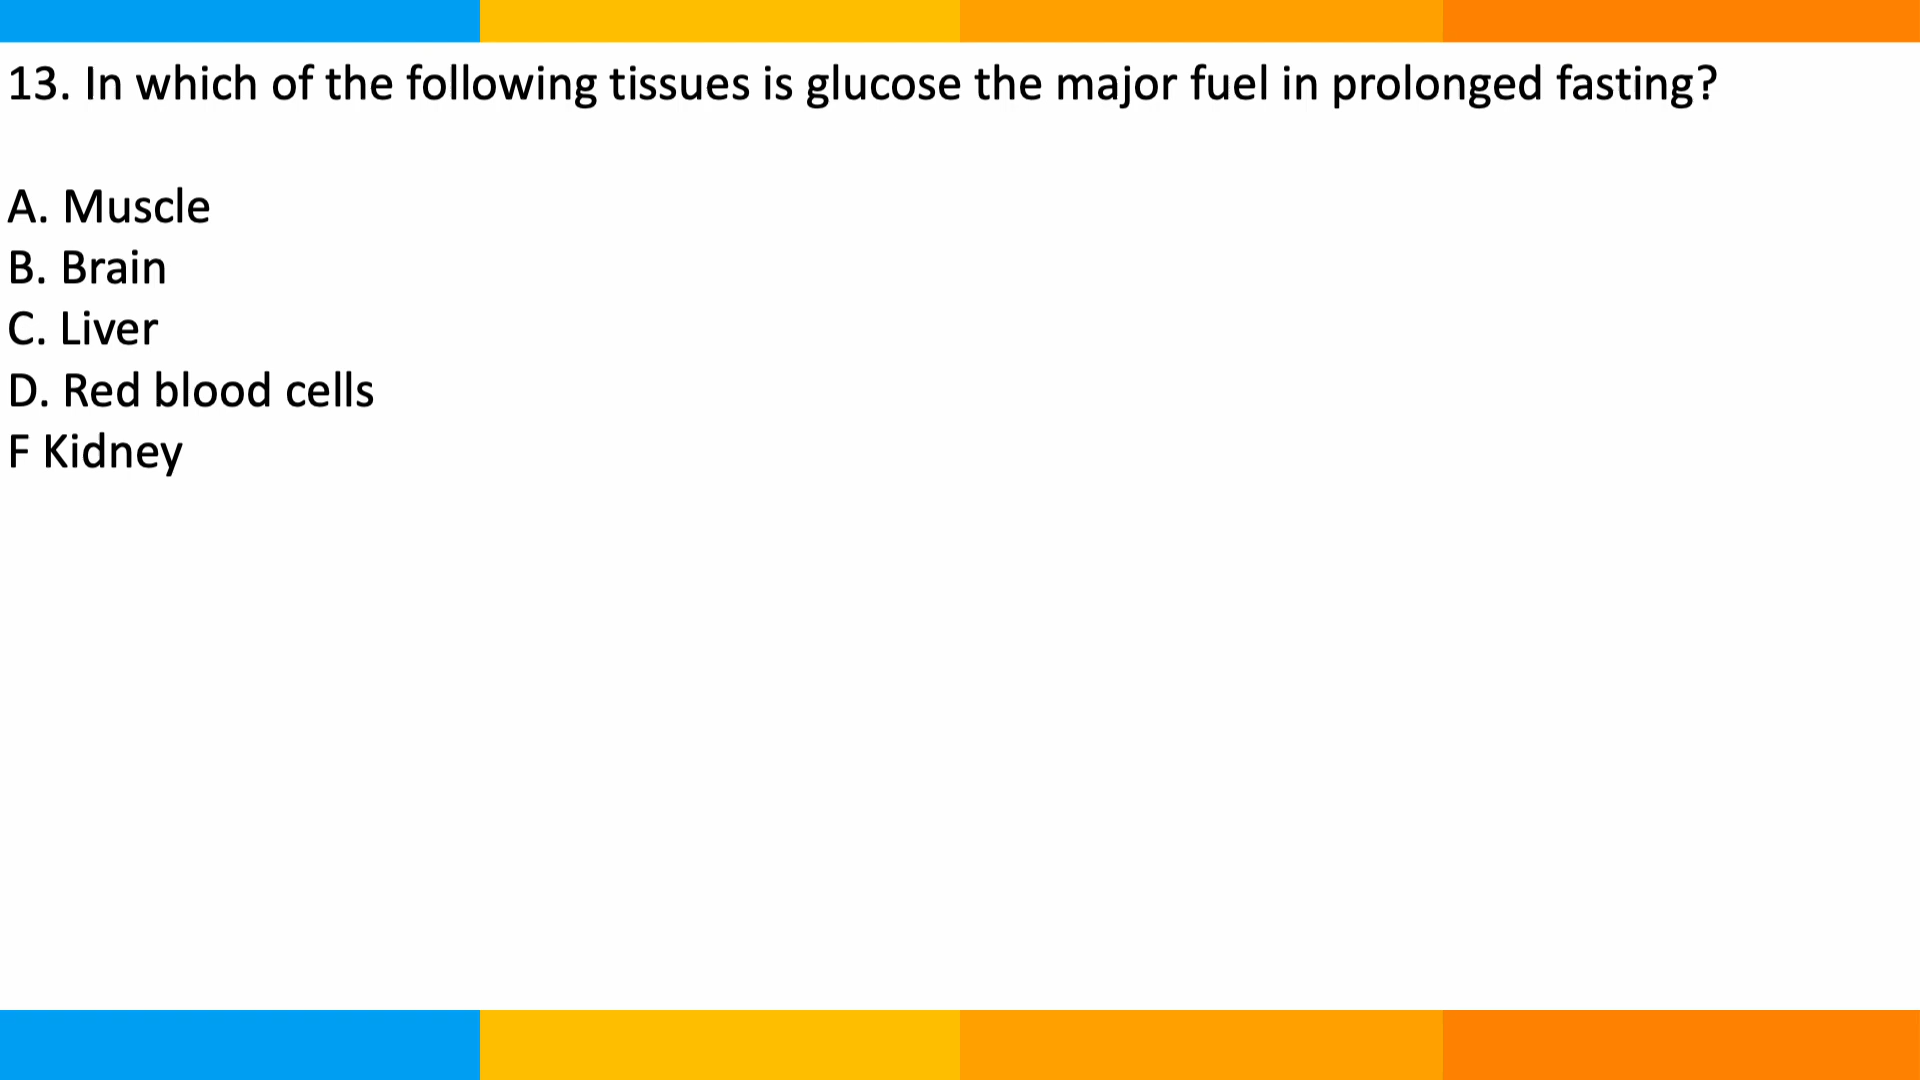 13. In which of the following tissues is glucose the major fuel in prolonged fasting?
A. Muscle
B. Brain
C. Liver
D. Red blood cells
F Kidney